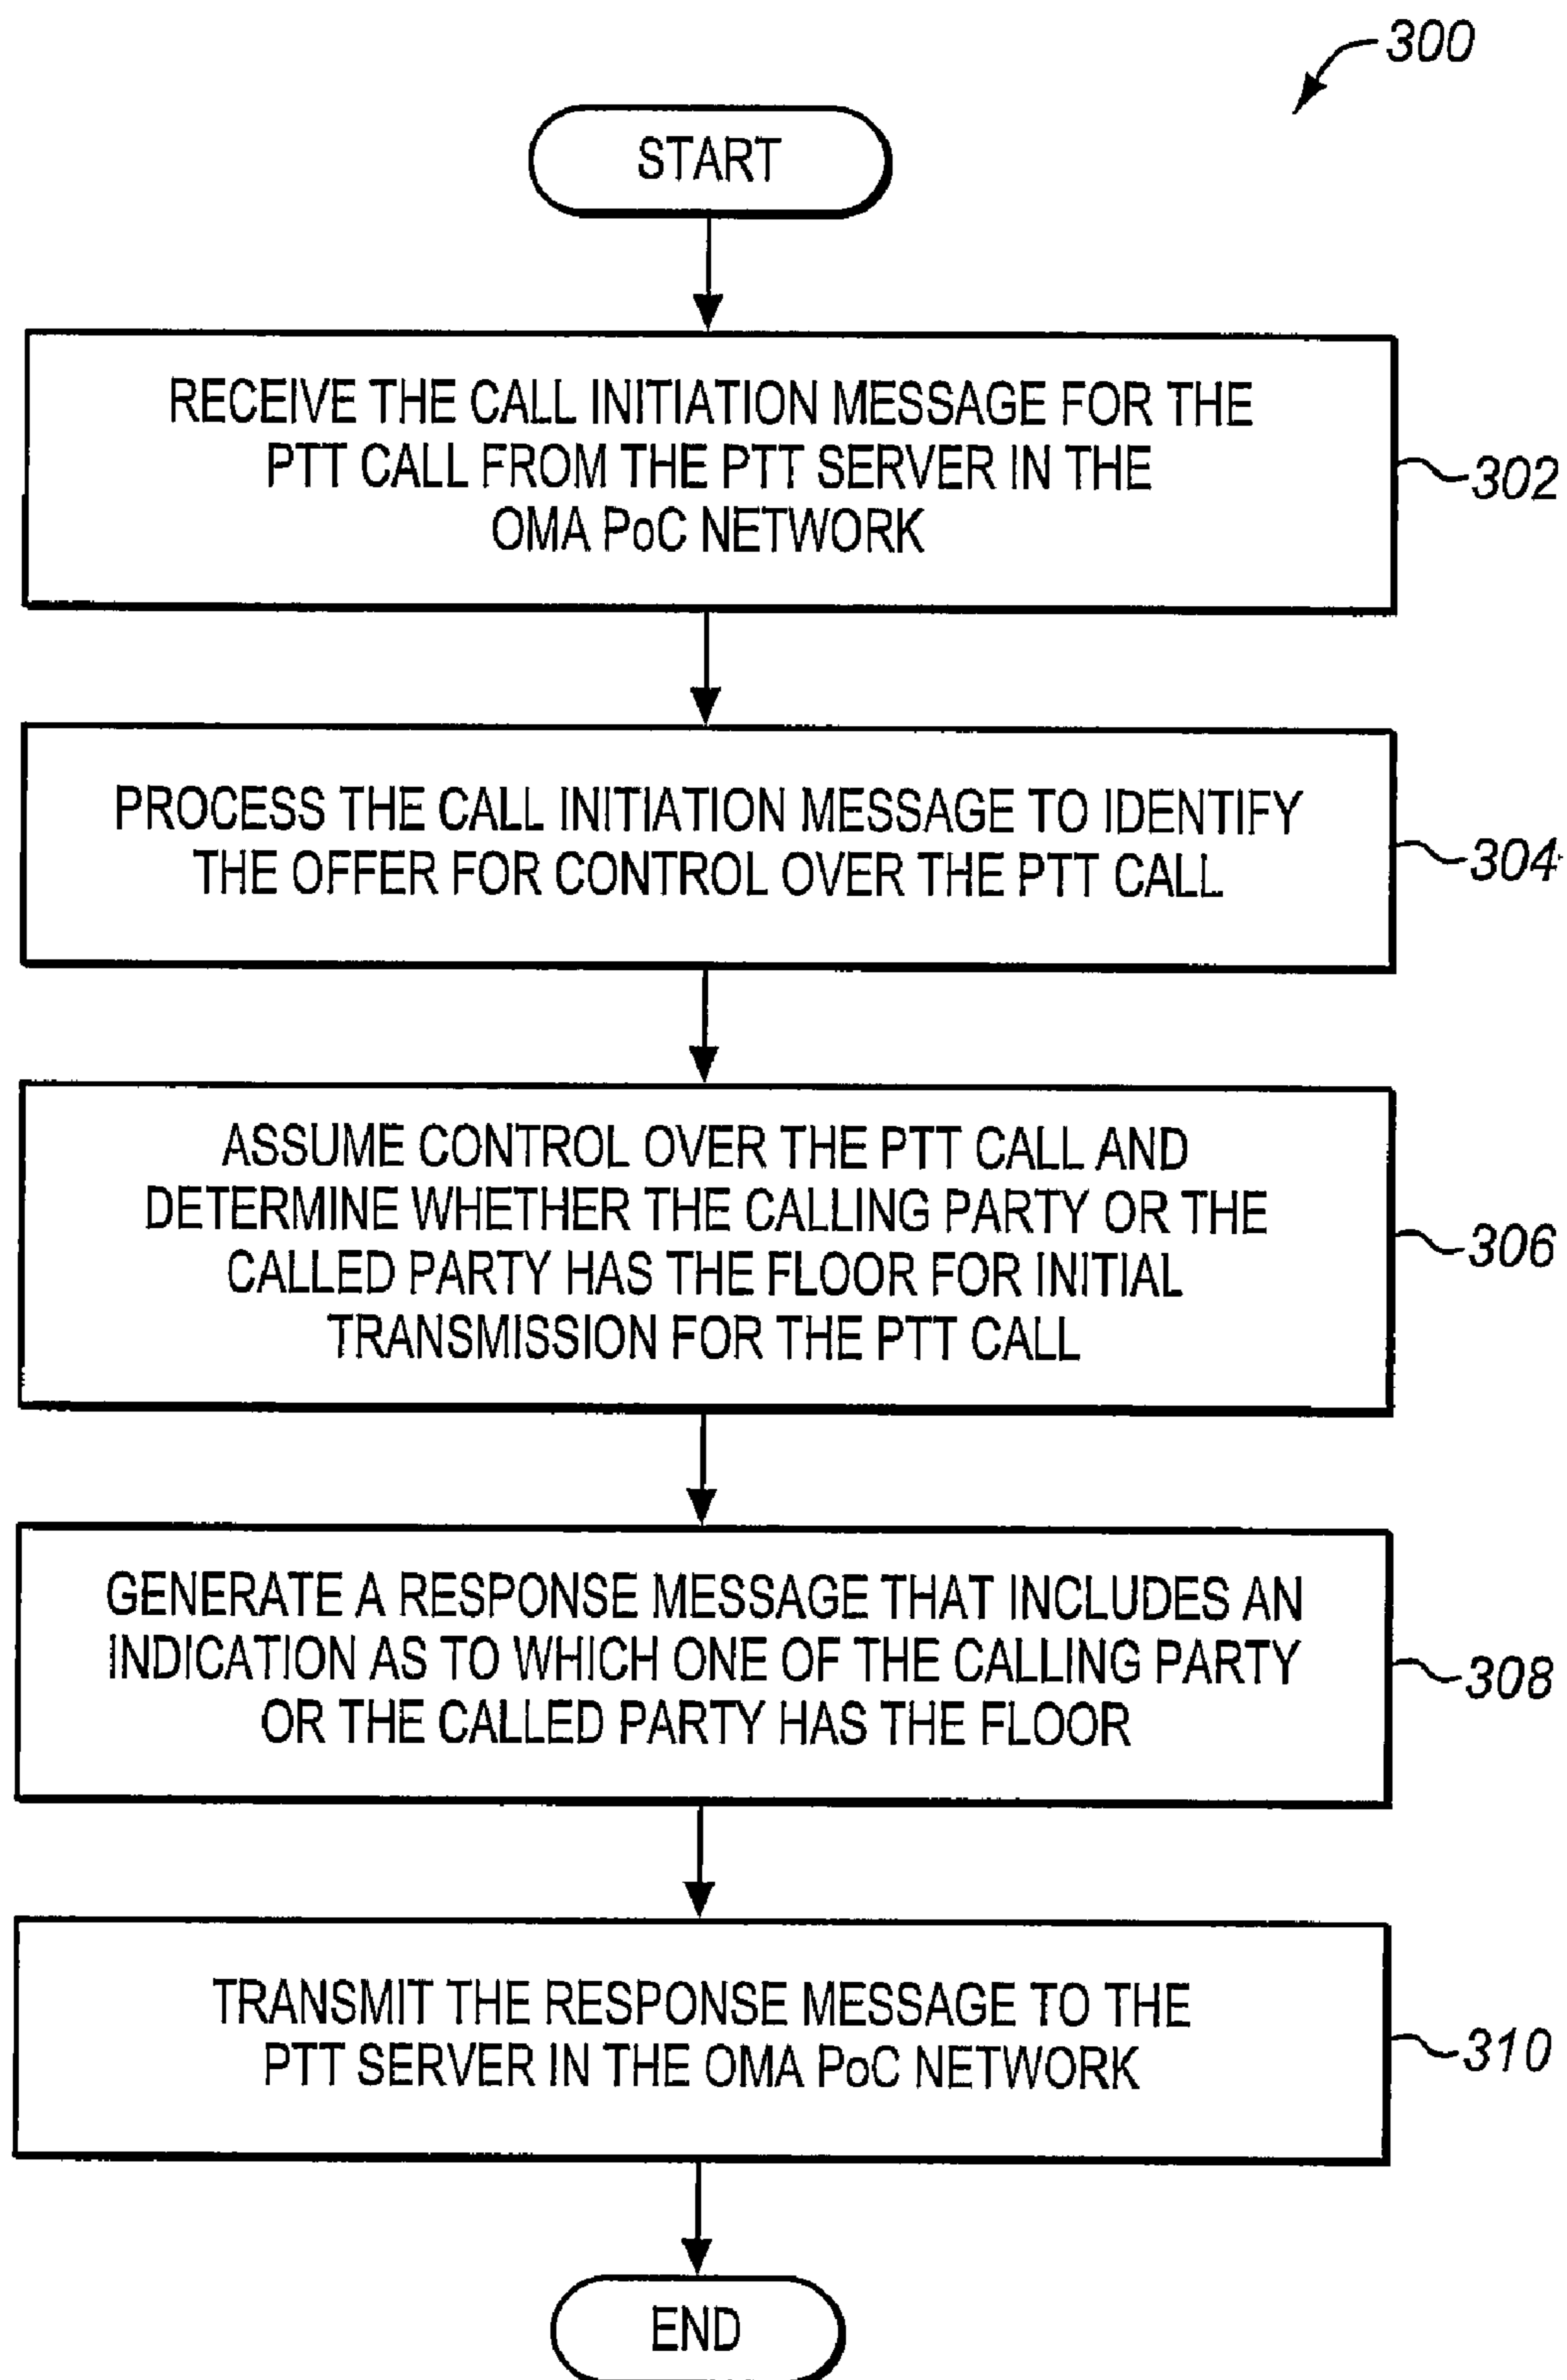 300
START
RECEIVE THE CALL INITIATION MESSAGE FOR THE
PTT CALL FROM THE PTT SERVER IN THE
OMA PoC NETWORK
302
PROCESS THE CALL INITIATION MESSAGE TO IDENTIFY
THE OFFER FOR CONTROL OVER THE PTT CALL
304
ASSUME CONTROL OVER THE PTT CALL AND
DETERMINE WHETHER THE CALLING PARTY OR THE
CALLED PARTY HAS THE FLOOR FOR INITIAL
TRANSMISSION FOR THE PTT CALL
306
GENERATE A RESPONSE MESSAGE THAT INCLUDES AN
INDICATION AS TO WHICH ONE OF THE CALLING PARTY
OR THE CALLED PARTY HAS THE FLOOR
308
TRANSMIT THE RESPONSE MESSAGE TO THE
PTT SERVER IN THE OMA PoC NETWORK
310
END